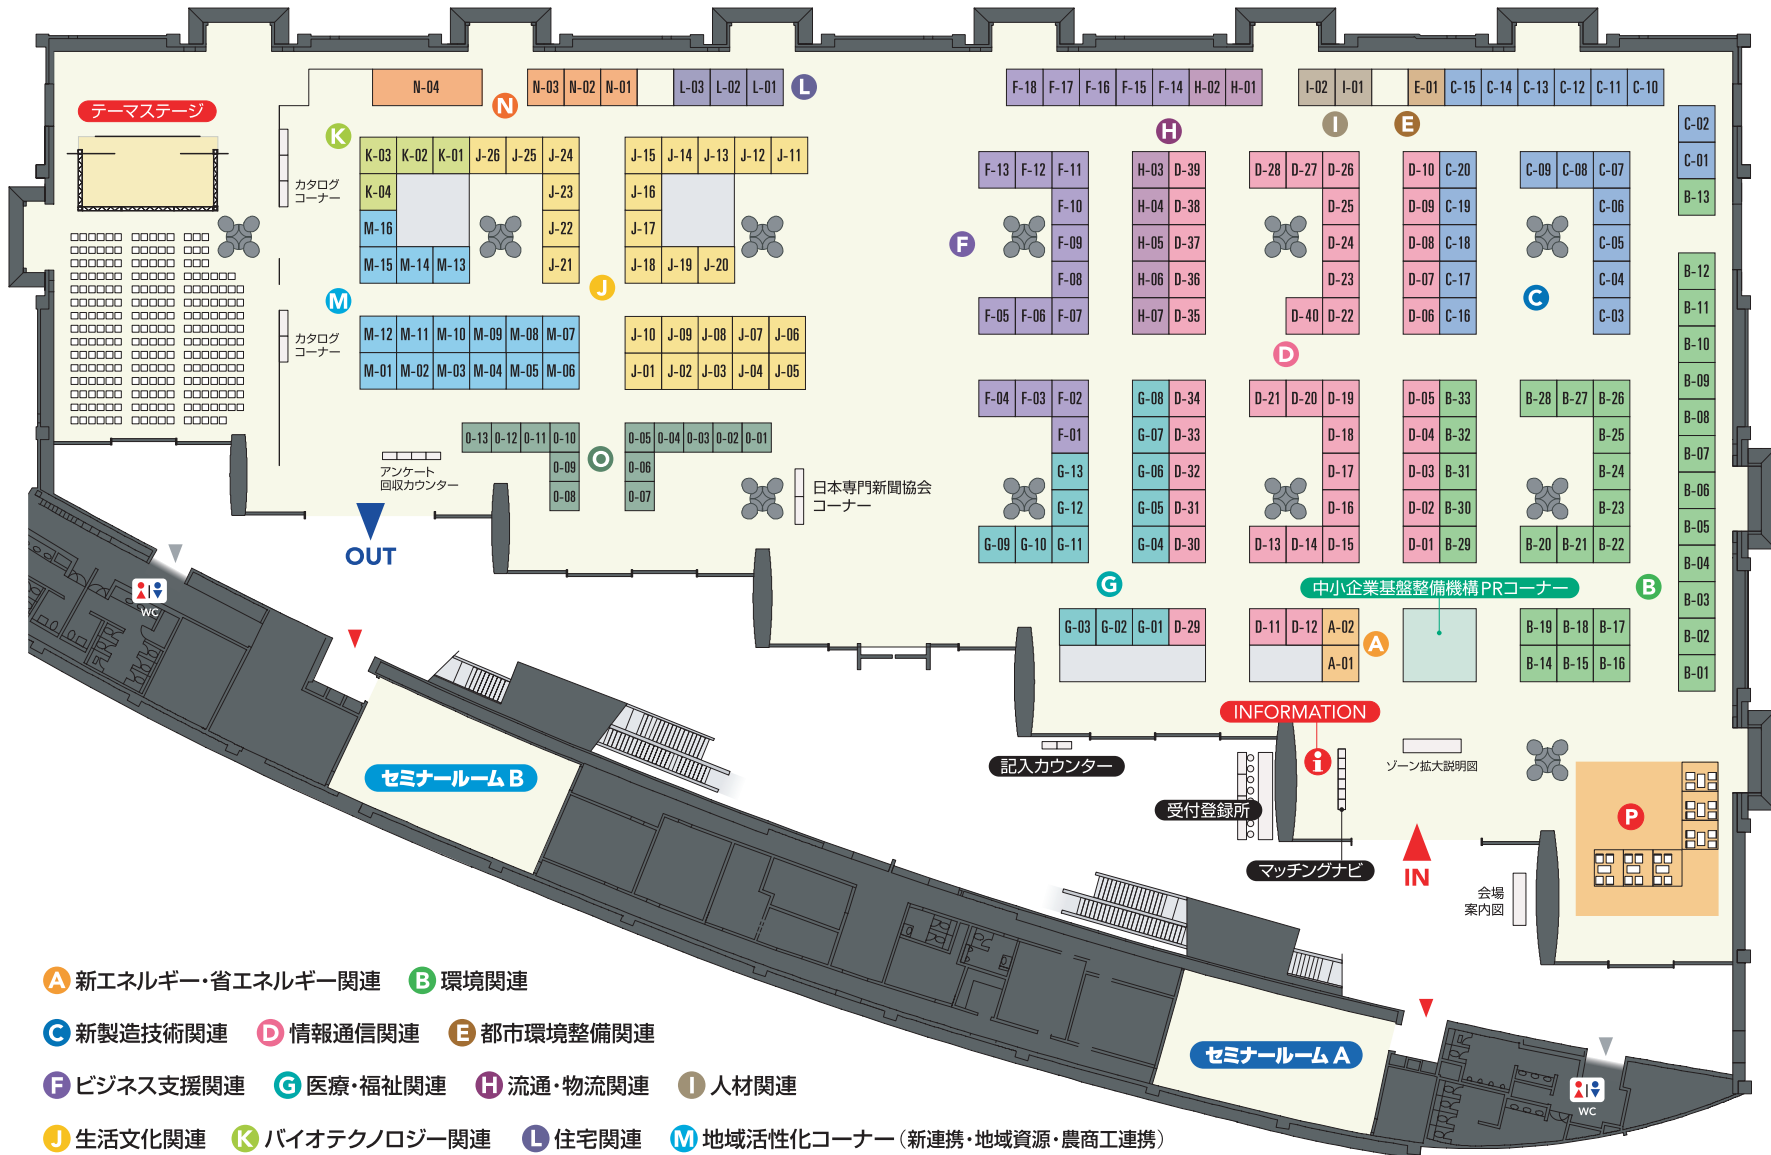 N-04
N-03 N-02 N-01
L-03 L-02 L-01
L
F-18 F-17 F-16 F-15 F-14 H-02 H-01
I-02 I-01
E-01 C-15 C-14 C-13 C-12 C-11 C-10
テーマステージ
N
K
H
I
E
C-02
C-01
B-13
K-03 K-02 K-01 J-26 J-25 J-24
K-04
J-23
M-16
J-22
M-15 M-14 M-13
J-21
J-15 J-14 J-13 J-12 J-11
J-16
J-17
J-18 J-19 J-20
カタログ
コーナー
F-13 F-12 F-11
F-10
F-09
F-08
F-05 F-06 F-07
F
H-03 D-39
H-04 D-38
H-05 D-37
H-06 D-36
H-07 D-35
D-28 D-27 D-26
D-25
D-24
D-23
D-40 D-22
D-10 C-20
D-09 C-19
D-08 C-18
D-07 C-17
D-06 C-16
C-09 C-08 C-07
C-06
C-05
C-04
C-03
C
J
M
D
B-12
B-11
B-10
B-09
B-08
B-07
B-06
B-05
B-04
B-03
B-02
B-01
カタログ
コーナー
M-12 M-11 M-10 M-09 M-08 M-07
M-01 M-02 M-03 M-04 M-05 M-06
J-10 J-09 J-08 J-07 J-06
J-01 J-02 J-03 J-04 J-05
F-04 F-03 F-02
F-01
G-13
G-12
G-09 G-10 G-11
G-08 D-34
G-07 D-33
G-06 D-32
G-05 D-31
G-04 D-30
D-21 D-20 D-19
D-18
D-17
D-16
D-13 D-14 D-15
D-05 B-33
D-04 B-32
D-03 B-31
D-02 B-30
D-01 B-29
B-28 B-27 B-26
B-25
B-24
B-23
B-20 B-21 B-22
O-13 O-12 O-11 O-10
O-09
O-08
O
O-05 O-04 O-03 O-02 O-01
O-06
O-07
アンケート
回収カウンター
日本専門新聞協会
コーナー
OUT
G
中小企業基盤整備機構PRコーナー
B
WC
G-03 G-02 G-01 D-29
D-11 D-12 A-02
A-01
A
B-19 B-18 B-17
B-14 B-15 B-16
INFORMATION
i
記入カウンター
ゾーン拡大説明図
受付登録所
マッチングナビ
IN
P
会場
案内図
セミナールーム B
セミナールーム A
WC
A 新エネルギー・省エネルギー関連 B 環境関連
C 新製造技術関連 D 情報通信関連 E 都市環境整備関連
F ビジネス支援関連 G 医療・福祉関連 H 流通・物流関連 I 人材関連
J 生活文化関連 K バイオテクノロジー関連 L 住宅関連 M 地域活性化コーナー（新連携・地域資源・農商工連携）